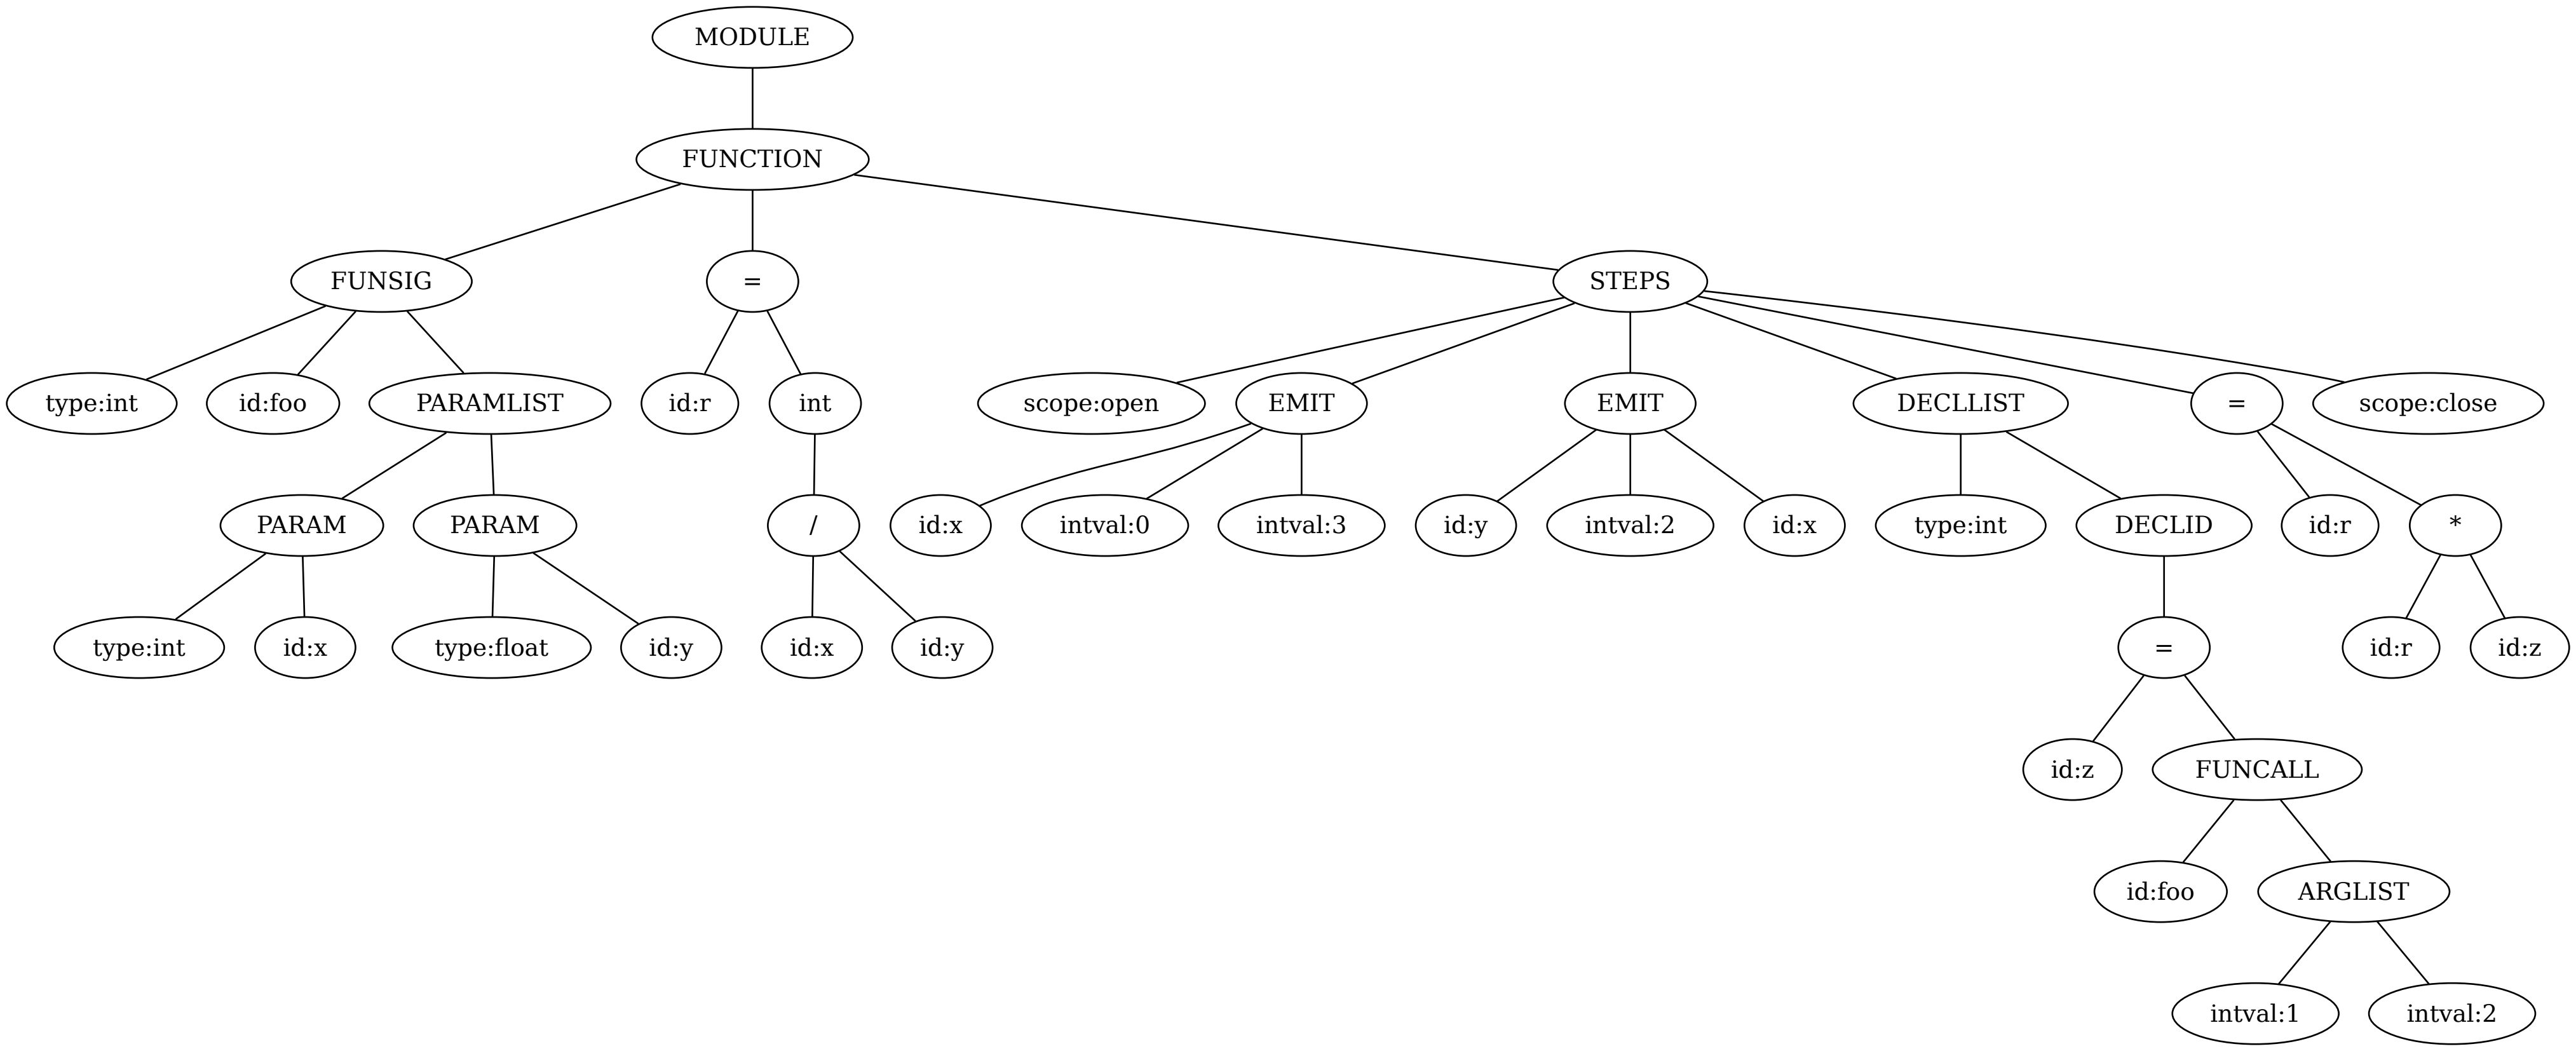 MODULE
FUNCTION
FUNSIG = STEPS
type:int id:foo PARAMLIST id:r int scope:open EMIT EMIT DECLLIST = scope:close
PARAM PARAM / id:x intval:0 intval:3 id:y intval:2 id:x type:int DECLID id:r *
type:int id:x type:float id:y id:x id:y = id:r id:z
id:z FUNCALL
id:foo ARGLIST
intval:1 intval:2